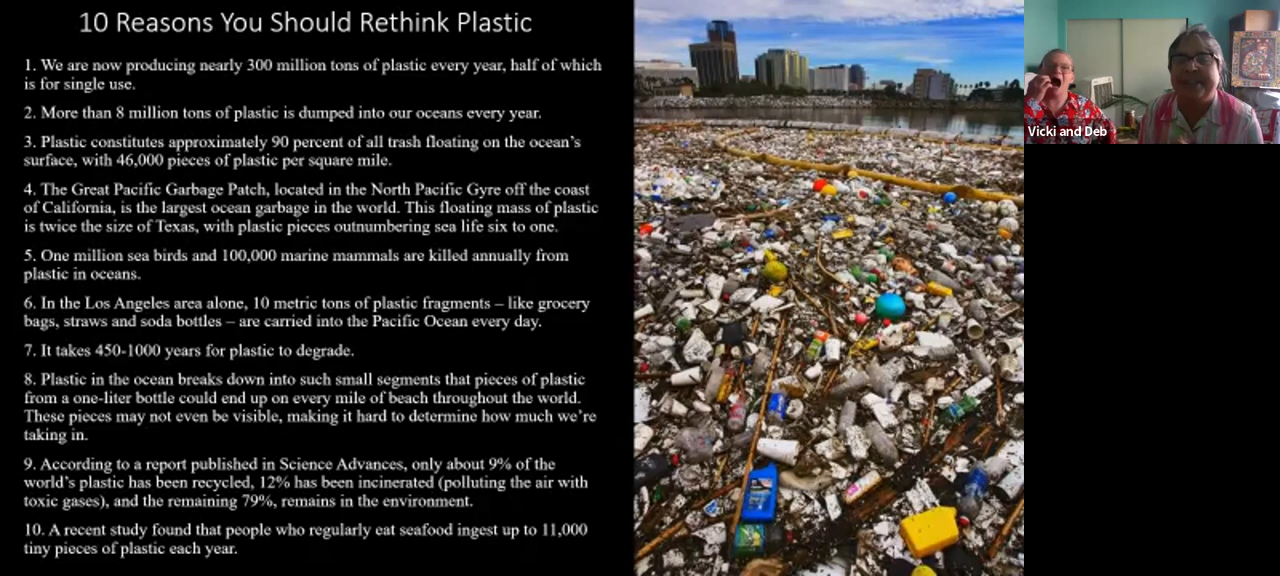 10 Reasons You Should Rethink Plastic
1. We are now producing nearly 300 million tons of plastic every year, half of which
is for single use.
2. More than 8 million tons of plastic is dumped into our oceans every year.
3. Plastic constitutes approximately 90 percent of all trash floating on the ocean's
surface, with 46,000 pieces of plastic per square mile.
4. The Great Pacific Garbage Patch, located in the North Pacific Gyre off the coast
of California, is the largest ocean garbage in the world. This floating mass of plastic
is twice the size of Texas, with plastic pieces outnumbering sea life six to one.
5. One million sea birds and 100,000 marine mammals are killed annually from
plastic in oceans.
6. In the Los Angeles area alone, 10 metric tons of plastic fragments – like grocery
bags, straws and soda bottles – are carried into the Pacific Ocean every day.
7. It takes 450-1000 years for plastic to degrade.
8. Plastic in the ocean breaks down into such small segments that pieces of plastic
from a one-liter bottle could end up on every mile of beach throughout the world.
These pieces may not even be visible, making it hard to determine how much we're
taking in.
9. According to a report published in Science Advances, only about 9% of the
world's plastic has been recycled, 12% has been incinerated (polluting the air with
toxic gases), and the remaining 79%, remains in the environment.
10. A recent study found that people who regularly eat seafood ingest up to 11,000
tiny pieces of plastic each year.
Vicki and Deb